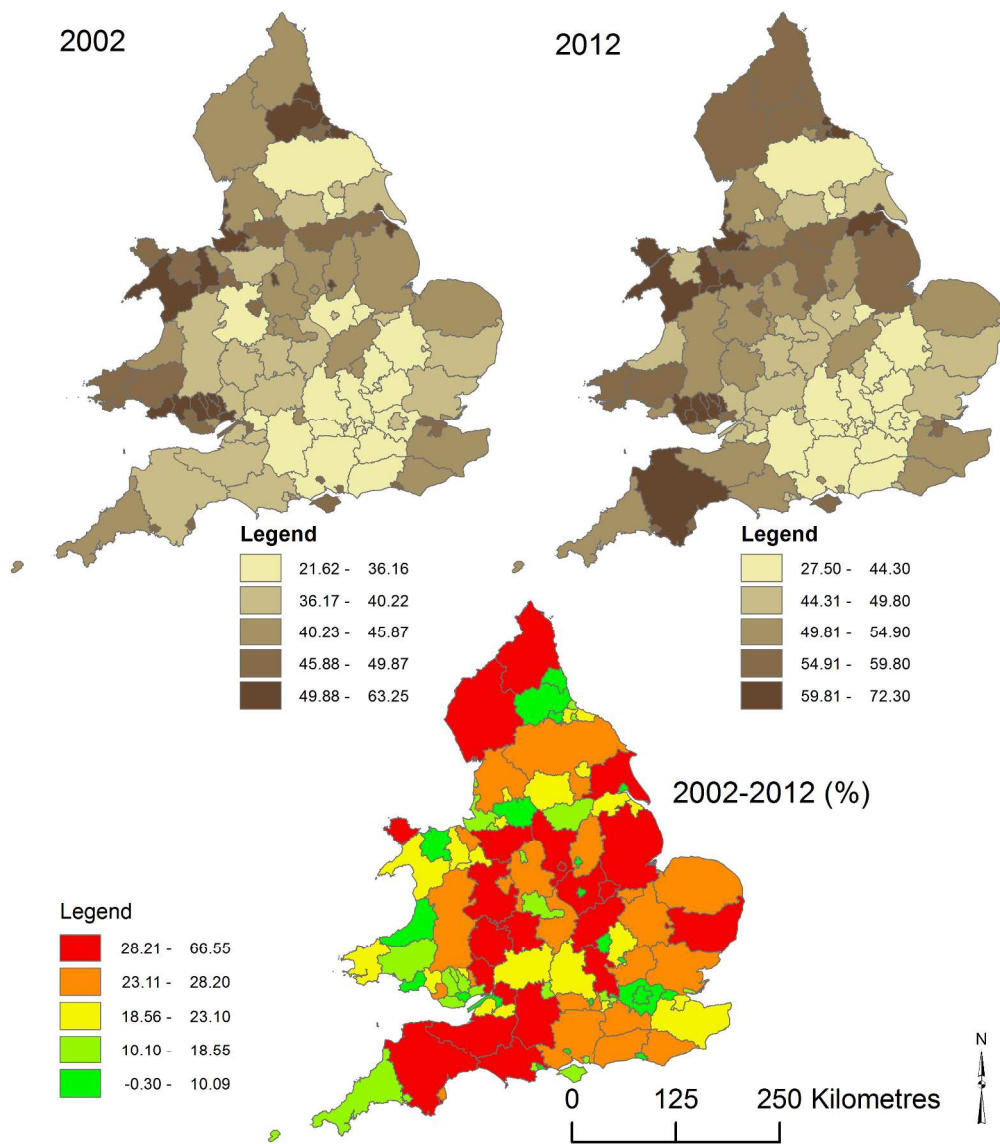 2002
2012
Legend
21.62 - 36.16
36.17 - 40.22
40.23 - 45.87
45.88 - 49.87
49.88 - 63.25
Legend
27.50 - 44.30
44.31 - 49.80
49.81 - 54.90
54.91 - 59.80
59.81 - 72.30
2002-2012 (%)
Legend
28.21 - 66.55
23.11 - 28.20
18.56 - 23.10
10.10 - 18.55
-0.30 - 10.09
N
0 125 250 Kilometres